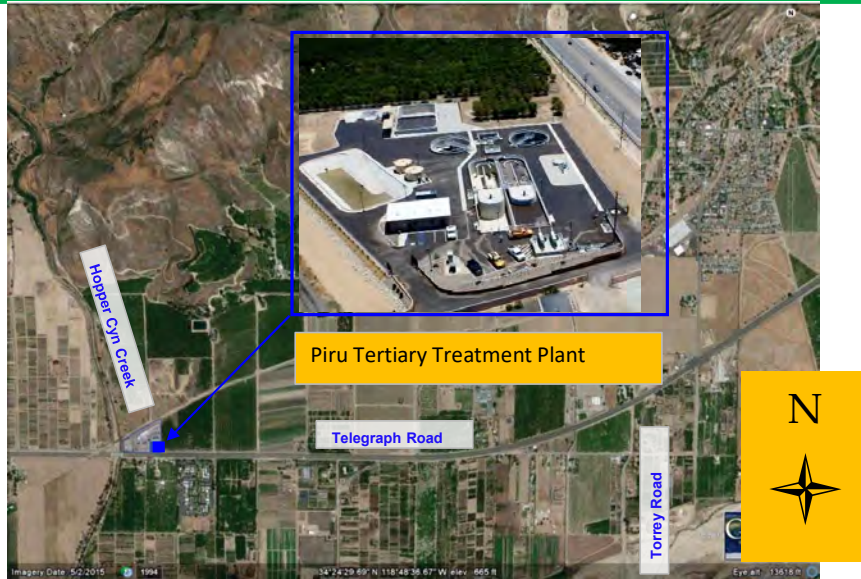 N
Hopper Cyn Creek
Piru Tertiary Treatment Plant
Telegraph Road
N
Torrey Road
Imagery Date: 5/2/2015
1994
34°24'29.69" N 118°48'36.67" W elev 665 ft
Eye alt 13618 ft